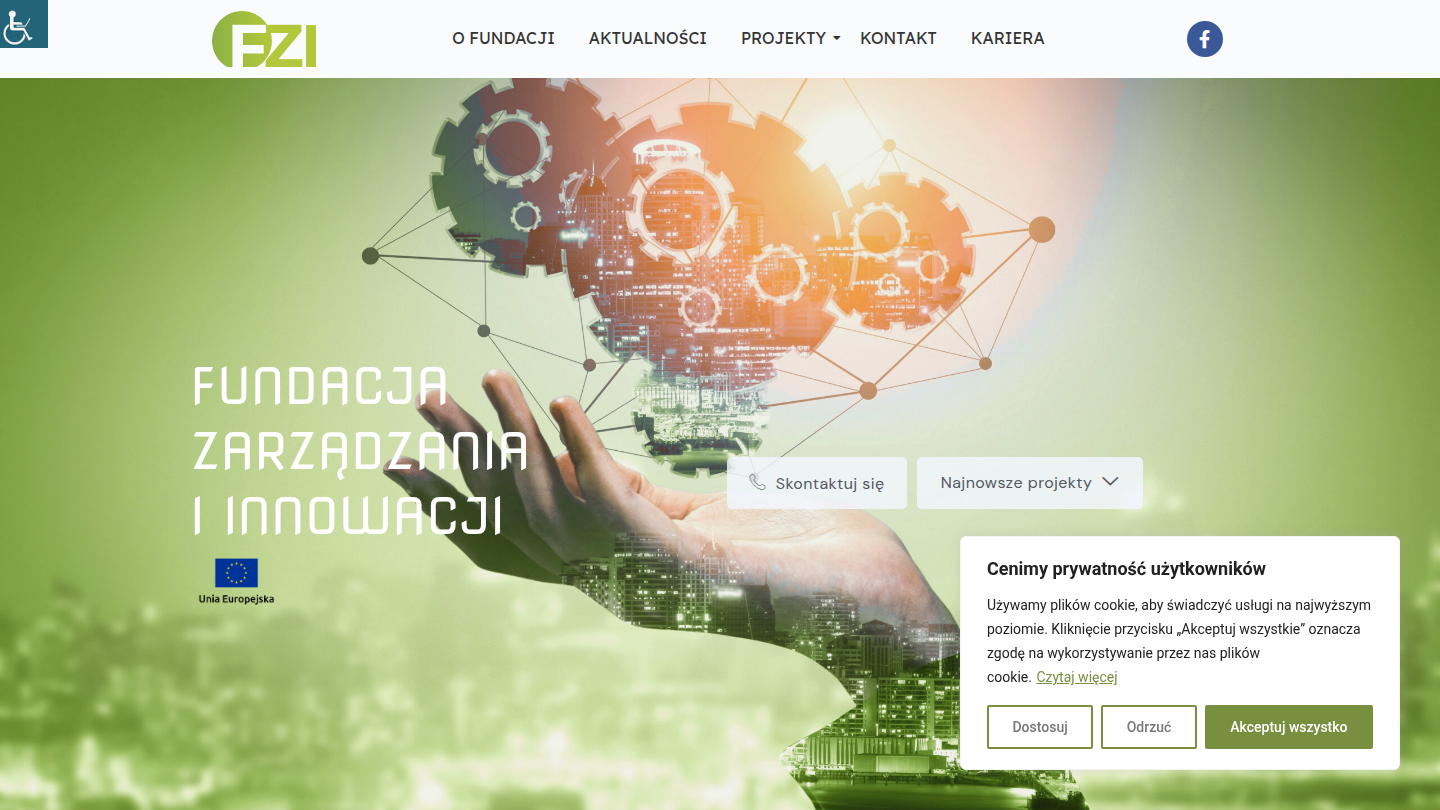 FZI
O FUNDACJI
AKTUALNOŚCI
PROJEKTY
KONTAKT
KARIERA
FUNDACJA
ZARZĄDZANIA
I INNOWACJI
Unia Europejska
Skontaktuj się
Najnowsze projekty
Cenimy prywatność użytkowników
Używamy plików cookie, aby świadczyć usługi na najwyższym
poziomie. Kliknięcie przycisku „Akceptuj wszystkie” oznacza
zgodę na wykorzystywanie przez nas plików
cookie. Czytaj więcej
Dostosuj
Odrzuć
Akceptuj wszystko